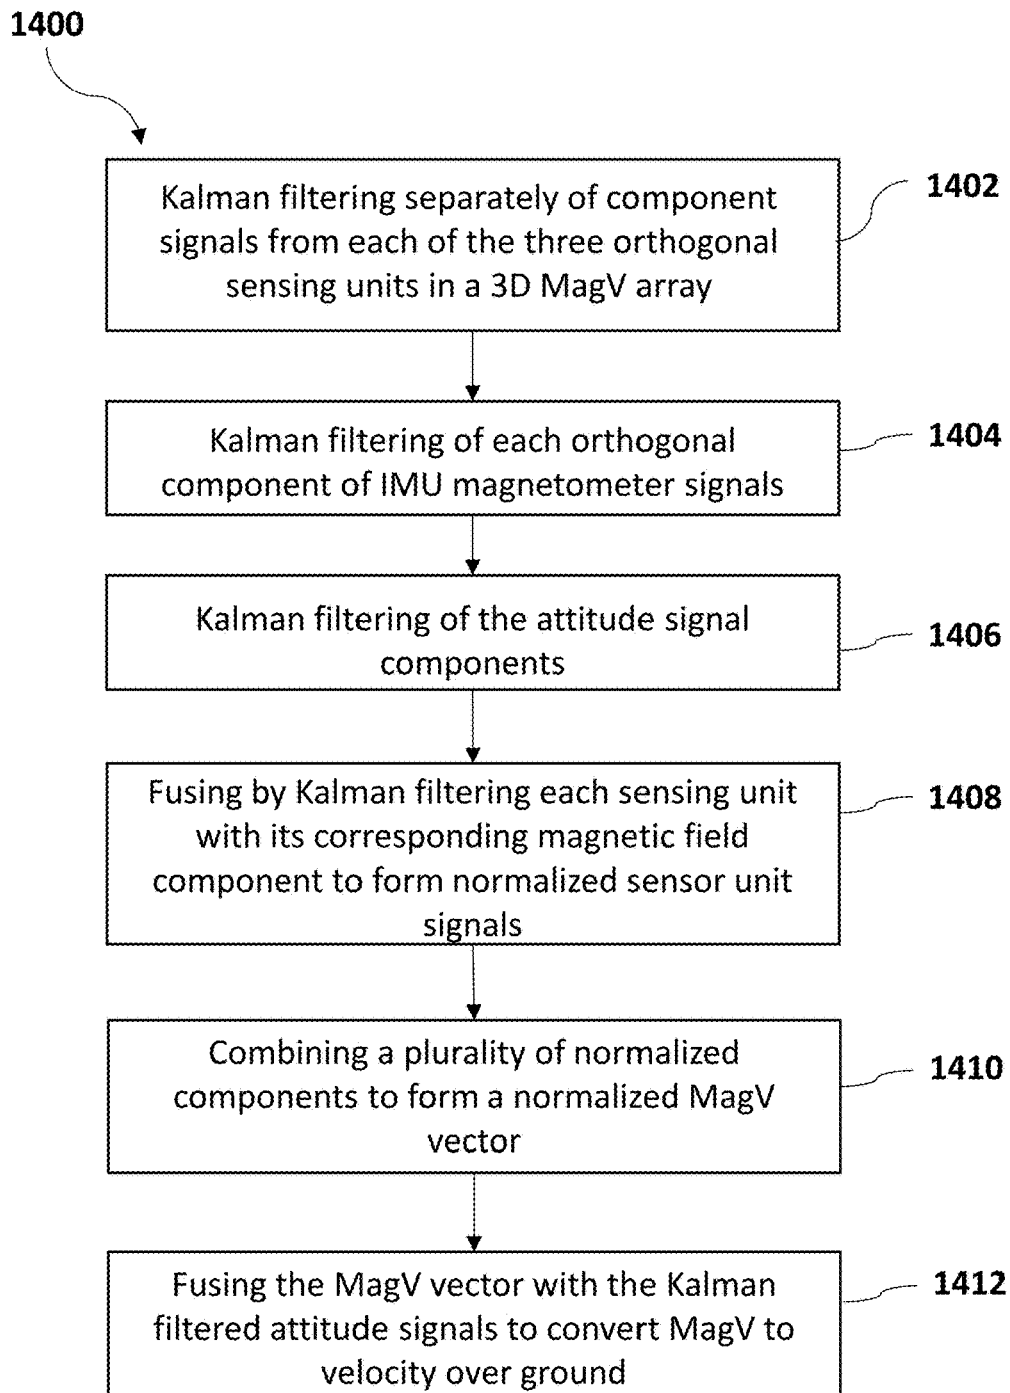 1400
Kalman filtering separately of component
signals from each of the three orthogonal
sensing units in a 3D MagV array
1402
Kalman filtering of each orthogonal
component of IMU magnetometer signals
1404
Kalman filtering of the attitude signal
components
1406
Fusing by Kalman filtering each sensing unit
with its corresponding magnetic field
component to form normalized sensor unit
signals
1408
Combining a plurality of normalized
components to form a normalized MagV
vector
1410
Fusing the MagV vector with the Kalman
filtered attitude signals to convert MagV to
velocity over ground
1412